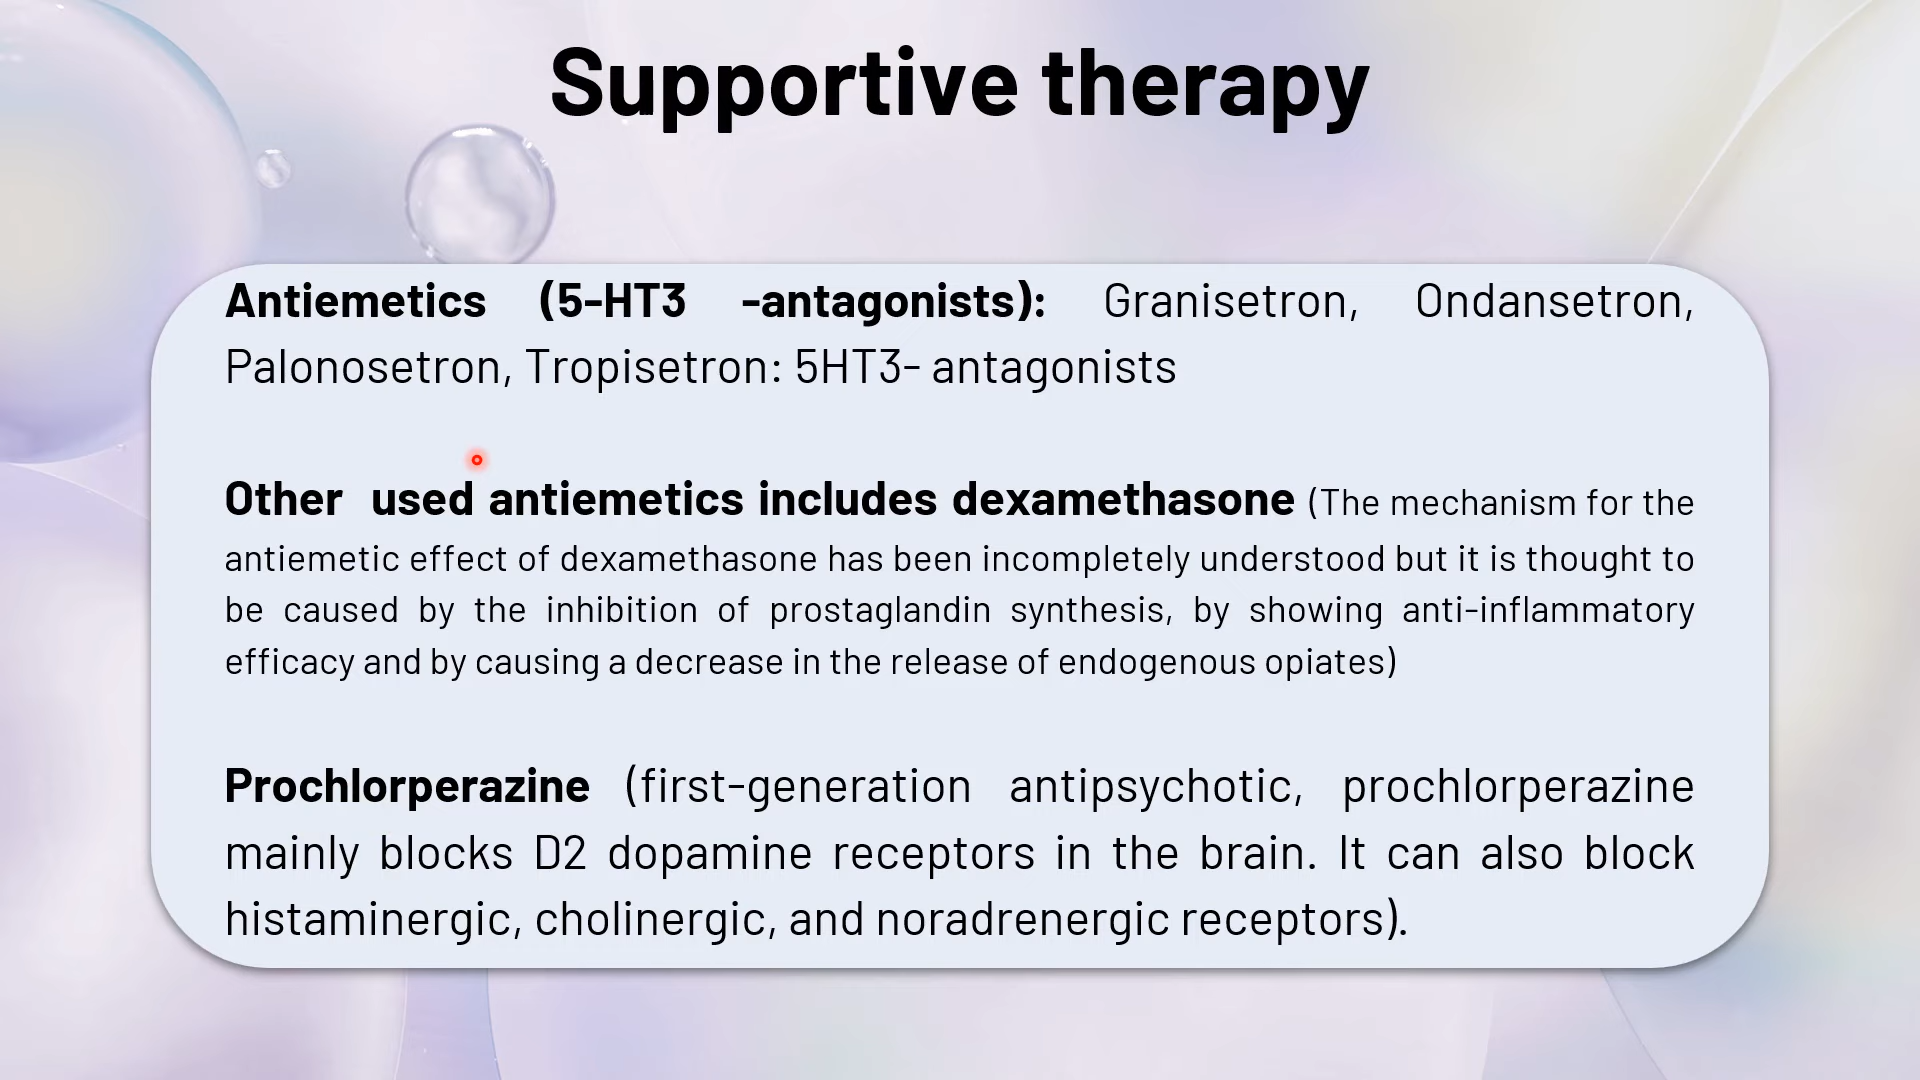 Supportive therapy
Antiemetics (5-HT3 -antagonists): Granisetron, Ondansetron,
Palonosetron, Tropisetron: 5HT3- antagonists
Other used antiemetics includes dexamethasone (The mechanism for the
antiemetic effect of dexamethasone has been incompletely understood but it is thought to
be caused by the inhibition of prostaglandin synthesis, by showing anti-inflammatory
efficacy and by causing a decrease in the release of endogenous opiates)
Prochlorperazine (first-generation antipsychotic, prochlorperazine
mainly blocks D2 dopamine receptors in the brain. It can also block
histaminergic, cholinergic, and noradrenergic receptors).